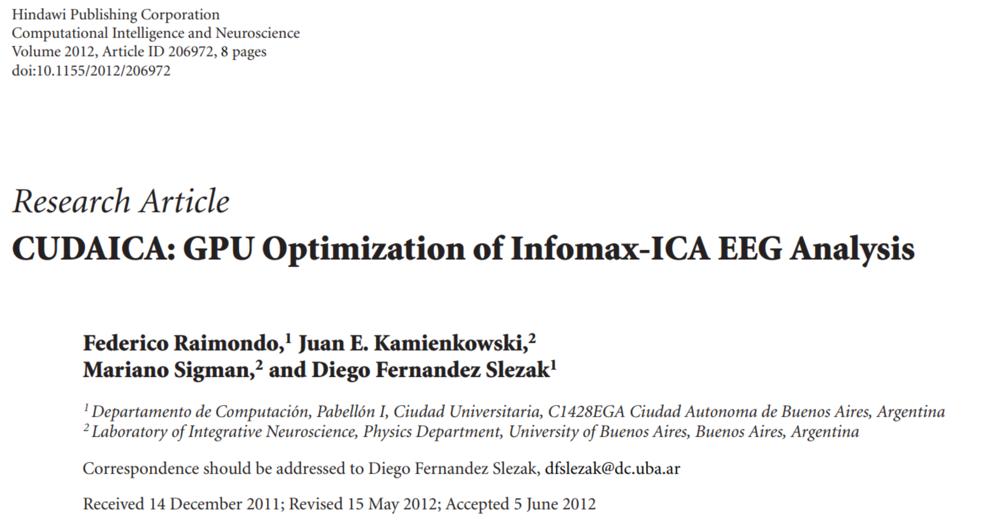 Hindawi Publishing Corporation
Computational Intelligence and Neuroscience
Volume 2012, Article ID 206972, 8 pages
doi:10.1155/2012/206972
Research Article
CUDAICA: GPU Optimization of Infomax-ICA EEG Analysis
Federico Raimondo,¹ Juan E. Kamienkowski,²
Mariano Sigman,² and Diego Fernandez Slezak¹
¹ Departamento de Computación, Pabellón I, Ciudad Universitaria, C1428EGA Ciudad Autonoma de Buenos Aires, Argentina
² Laboratory of Integrative Neuroscience, Physics Department, University of Buenos Aires, Buenos Aires, Argentina
Correspondence should be addressed to Diego Fernandez Slezak, dfslezak@dc.uba.ar
Received 14 December 2011; Revised 15 May 2012; Accepted 5 June 2012